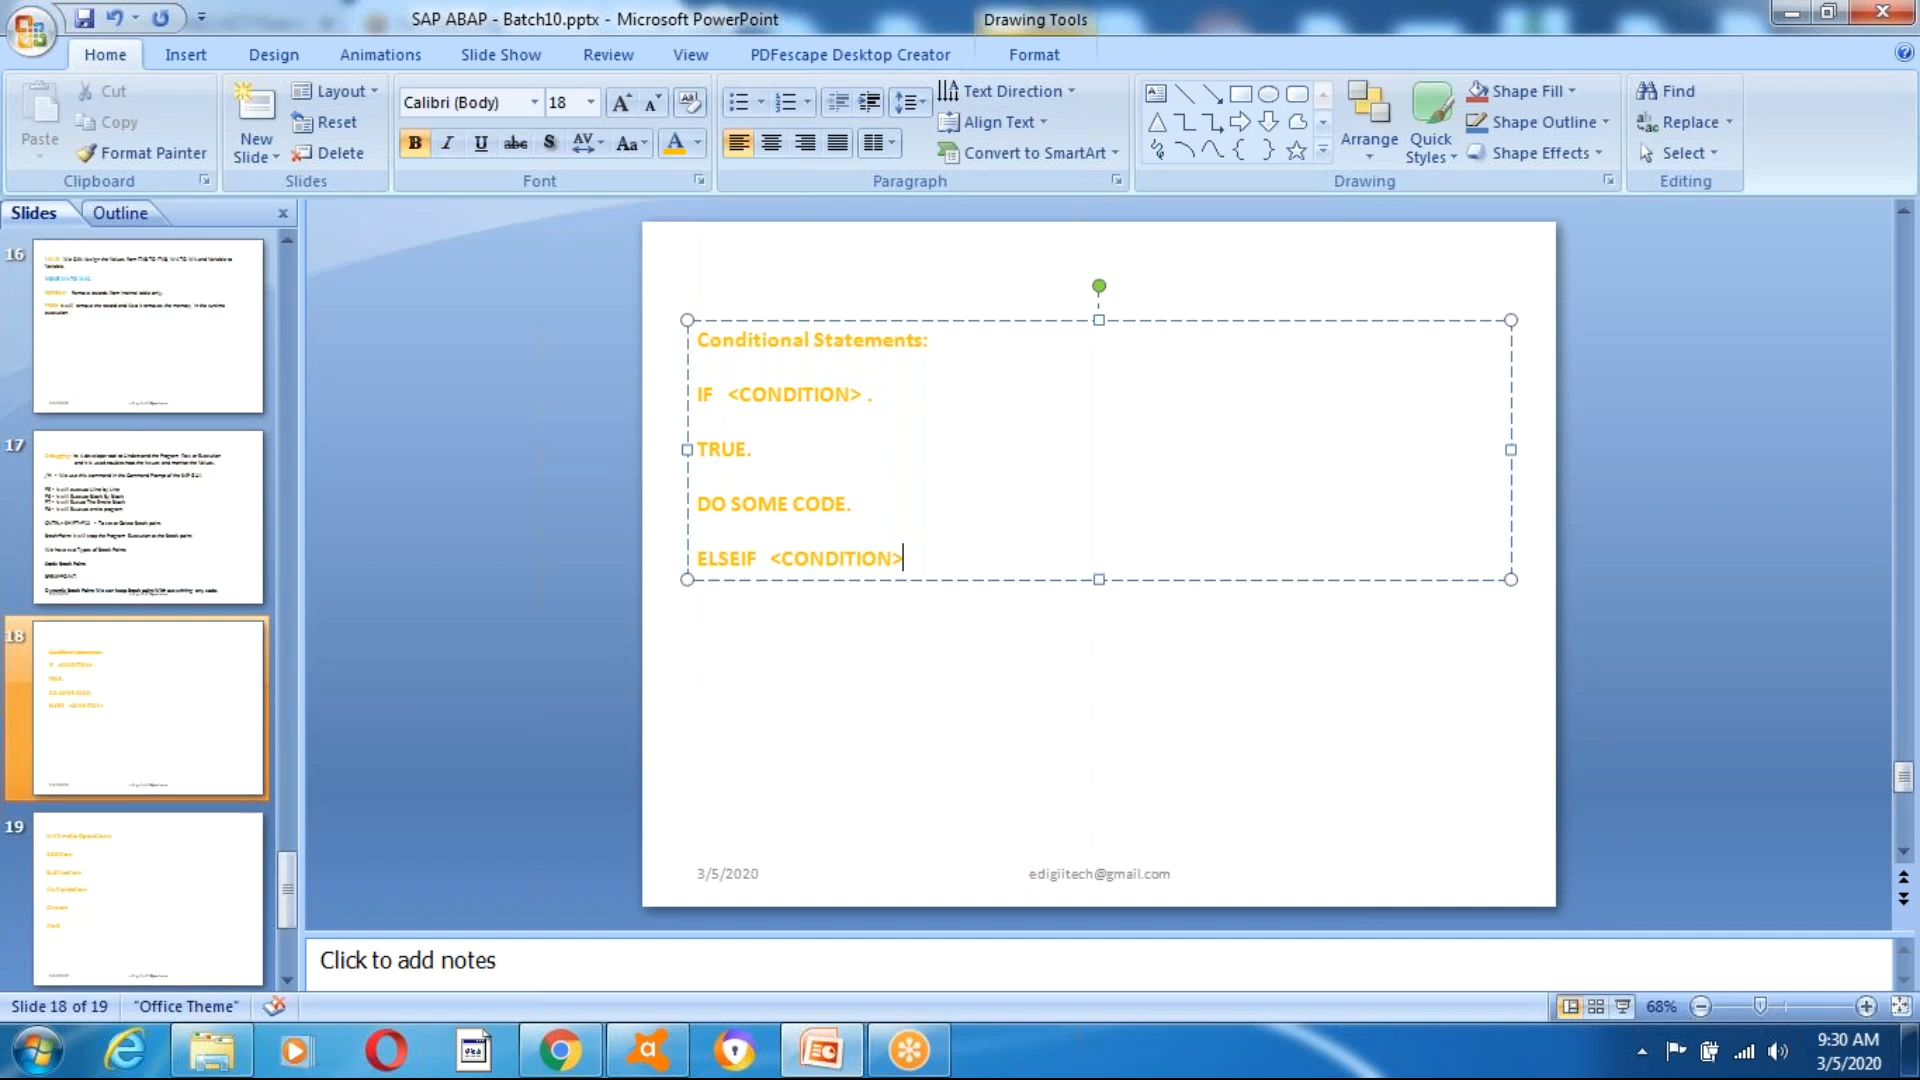 SAP ABAP - Batch10.pptx - Microsoft PowerPoint
Drawing Tools
Home
Insert
Design
Animations
Slide Show
Review
View
PDFescape Desktop Creator
Format
Paste
Cut
Copy
Format Painter
Clipboard
New
Slide
Layout
Reset
Delete
Slides
Calibri (Body)
18
Font
Paragraph
Text Direction
Align Text
Convert to SmartArt
Drawing
Arrange
Quick
Styles
Shape Fill
Shape Outline
Shape Effects
Find
Replace
Select
Editing
Slides
Outline
16
17
18
19
Conditional Statements:
IF <CONDITION> .
TRUE.
DO SOME CODE.
ELSEIF <CONDITION>
3/5/2020
edigiitech@gmail.com
Click to add notes
Slide 18 of 19
"Office Theme"
68%
9:30 AM
3/5/2020